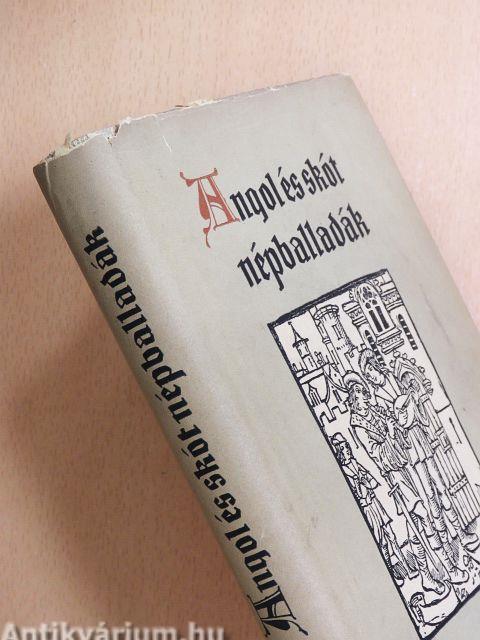 Angol és skót
népballadák
Angol és skót népballadák
Antikvárium.hu